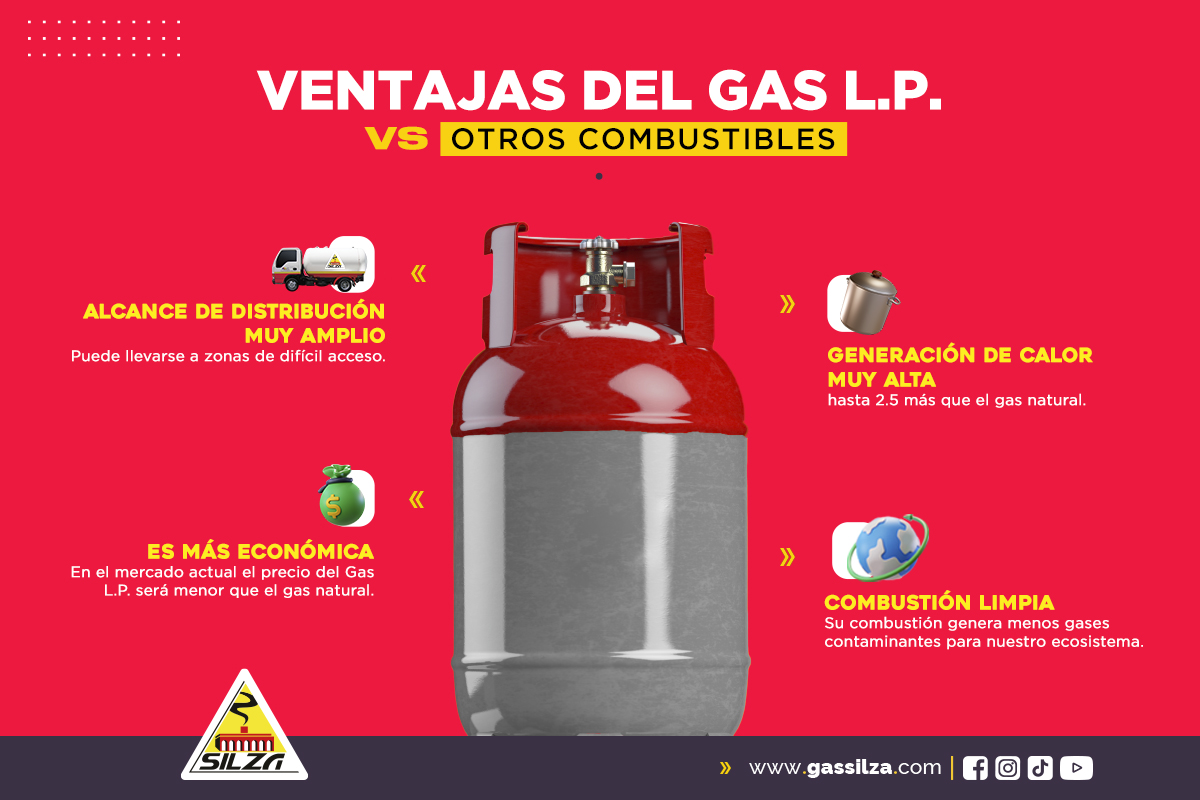 VENTAJAS DEL GAS L.P.
VS OTROS COMBUSTIBLES
SILZA
ALCANCE DE DISTRIBUCIÓN
MUY AMPLIO
Puede llevarse a zonas de difícil acceso.
GENERACIÓN DE CALOR
MUY ALTA
hasta 2.5 más que el gas natural.
$
ES MÁS ECONÓMICA
En el mercado actual el precio del Gas
L.P. será menor que el gas natural.
COMBUSTIÓN LIMPIA
Su combustión genera menos gases
contaminantes para nuestro ecosistema.
SILZA
www.gassilza.com